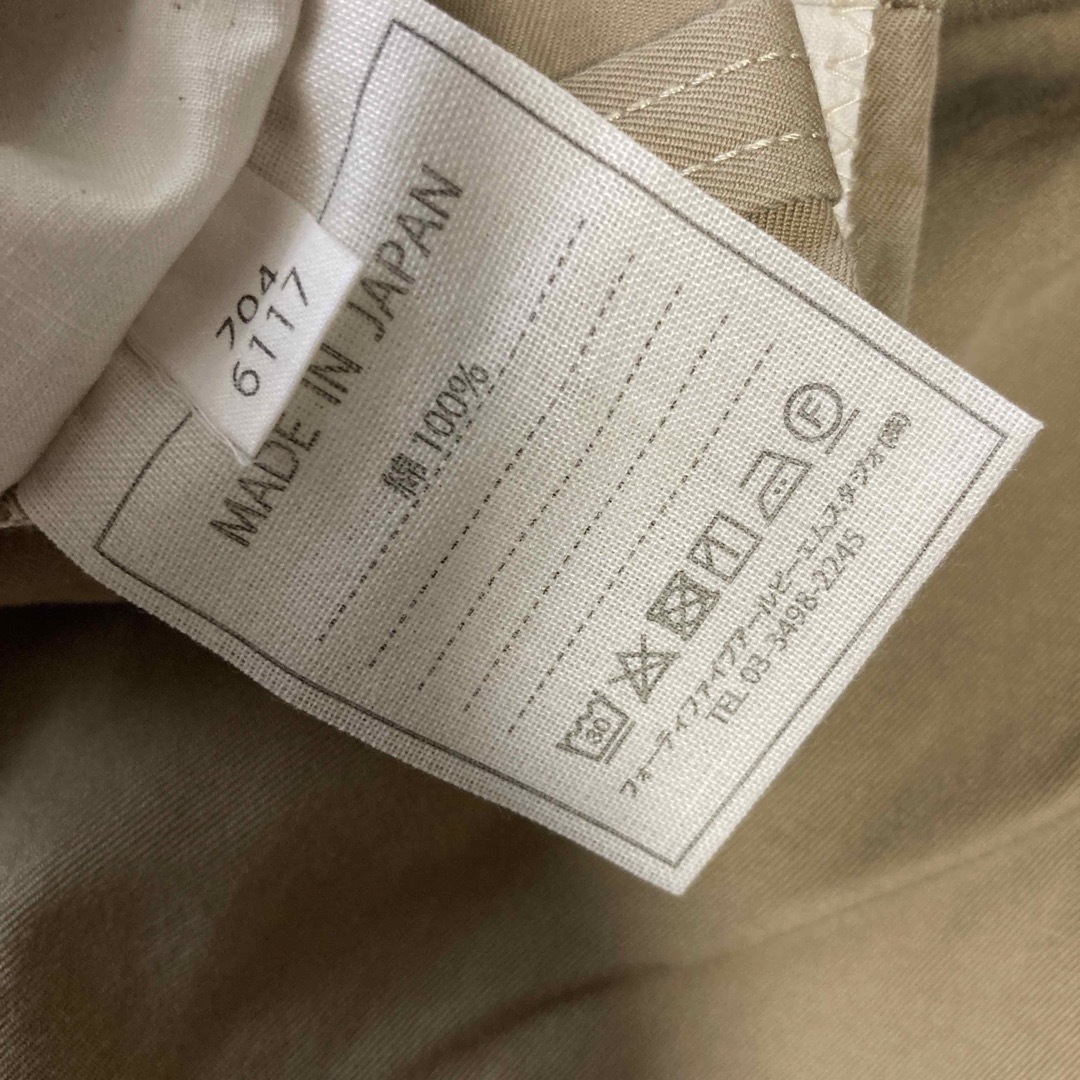 704
6117
MADE IN JAPAN
綿 100%
30
F
フォーティファイブアールピーエムスタジオ(株)
TEL 03-3498-2245